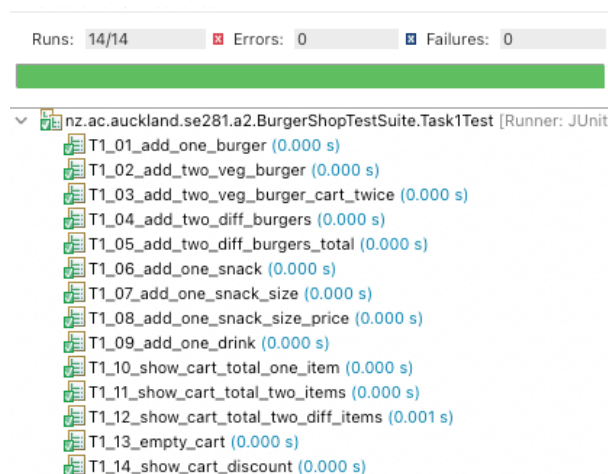 Runs: 14/14 Errors: 0 Failures: 0
nz.ac.auckland.se281.a2.BurgerShopTestSuite.Task1Test [Runner: JUnit
T1_01_add_one_burger (0.000 s)
T1_02_add_two_veg_burger (0.000 s)
T1_03_add_two_veg_burger_cart_twice (0.000 s)
T1_04_add_two_diff_burgers (0.000 s)
T1_05_add_two_diff_burgers_total (0.000 s)
T1_06_add_one_snack (0.000 s)
T1_07_add_one_snack_size (0.000 s)
T1_08_add_one_snack_size_price (0.000 s)
T1_09_add_one_drink (0.000 s)
T1_10_show_cart_total_one_item (0.000 s)
T1_11_show_cart_total_two_items (0.000 s)
T1_12_show_cart_total_two_diff_items (0.001 s)
T1_13_empty_cart (0.000 s)
T1_14_show_cart_discount (0.000 s)